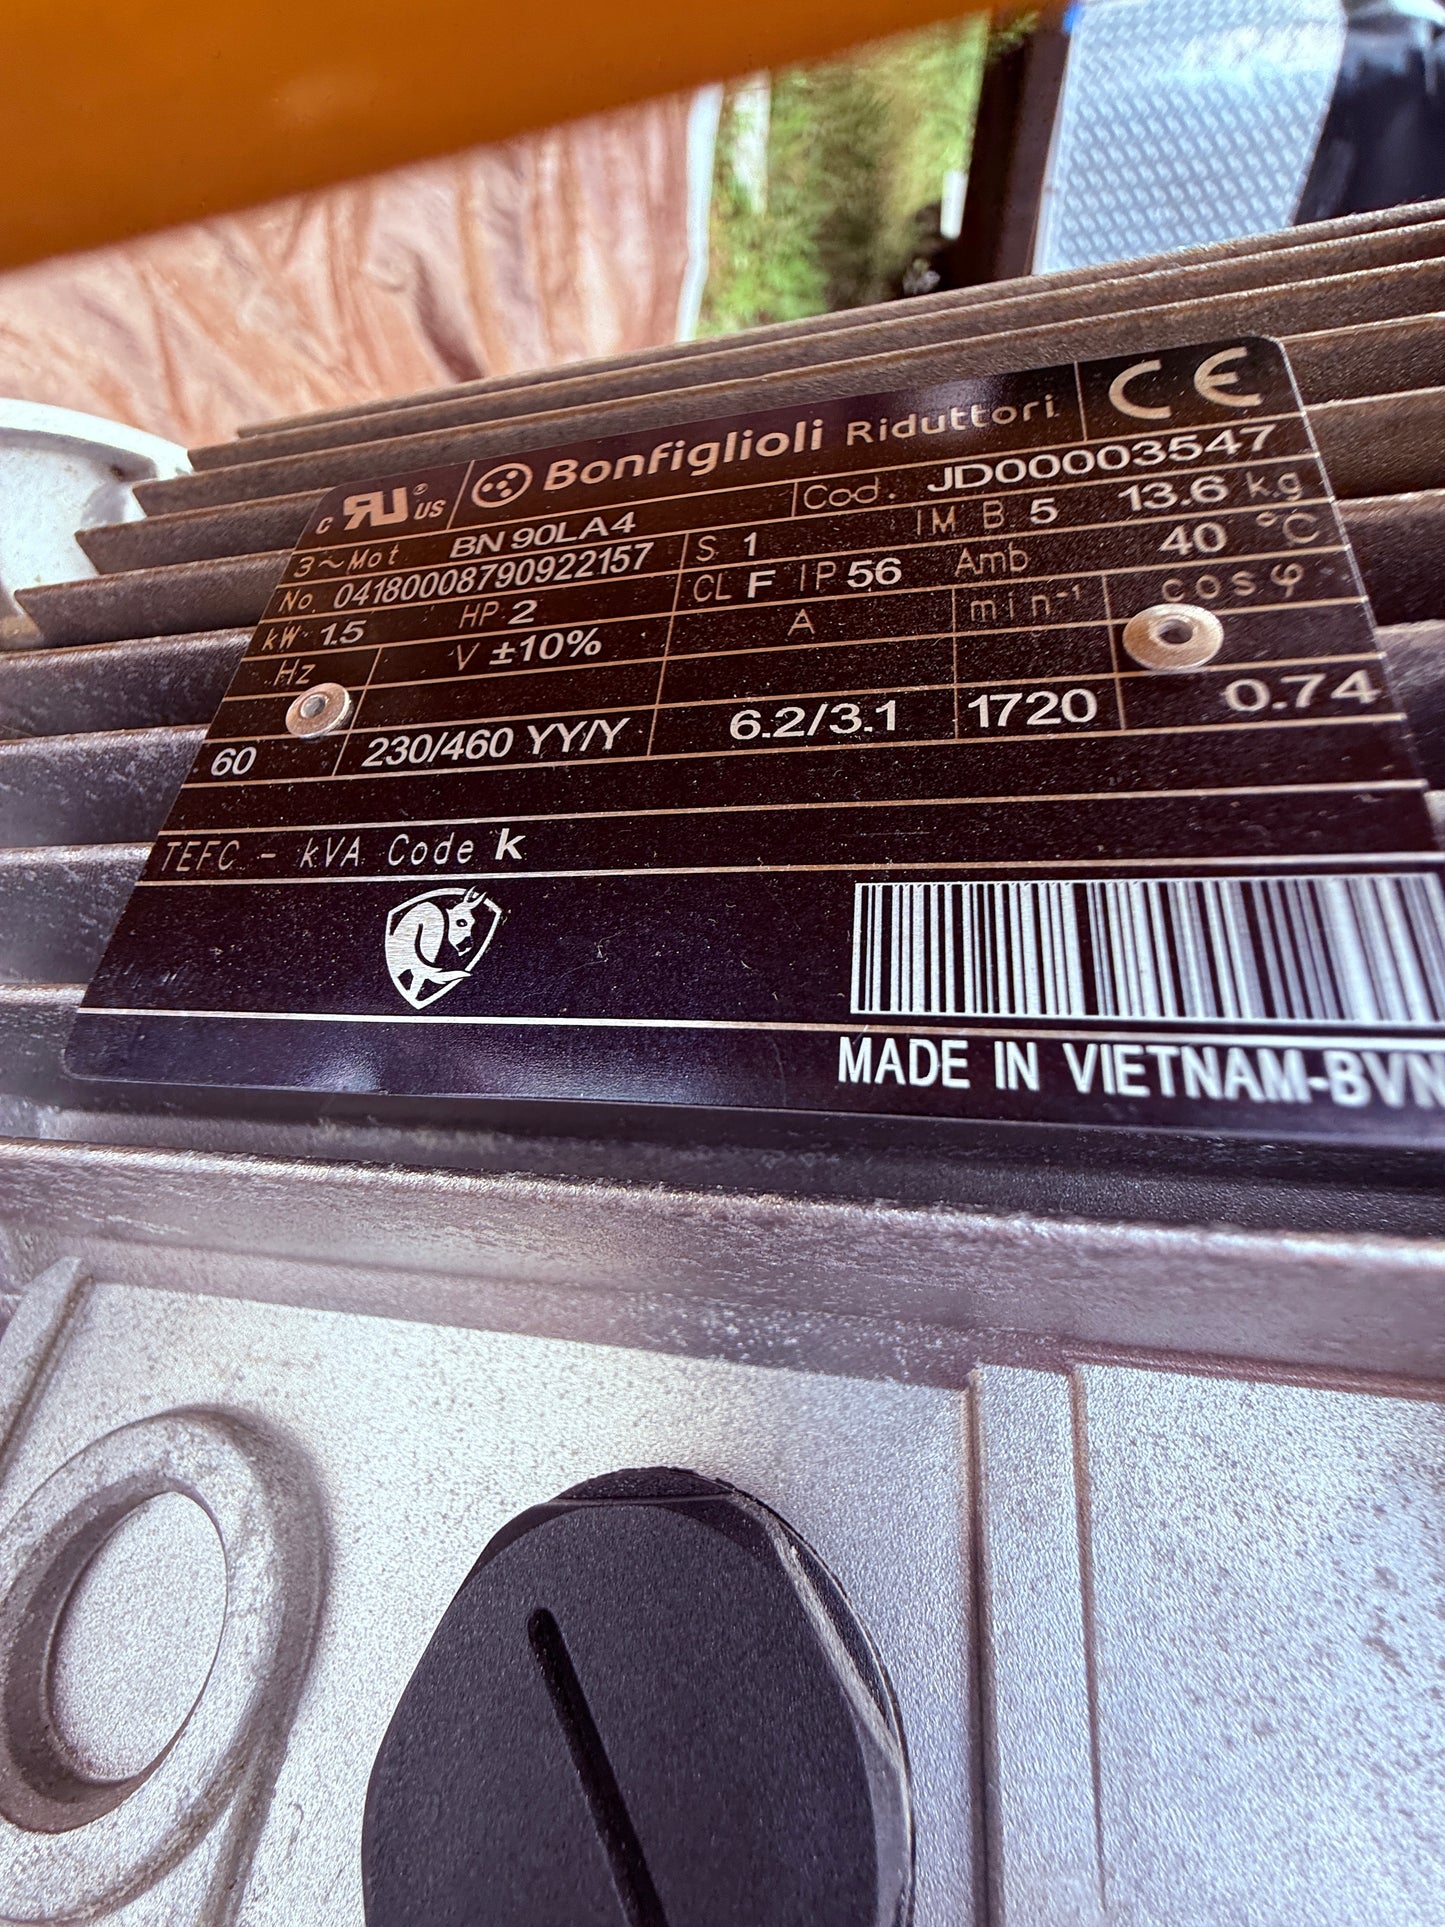 c RU ® US Bonfiglioli Riduttori CE
3~Mot BN 90LA4 Cod. JD00003547
No. 04180008790922157 S 1 IM B 5 13.6 kg
kW 1.5 HP 2 CL F IP 56 Amb 40 °C
Hz V ±10% A min⁻¹ cosφ
60 230/460 YY/Y 6.2/3.1 1720 0.74
TEFC - kVA Code k
MADE IN VIETNAM-BVN